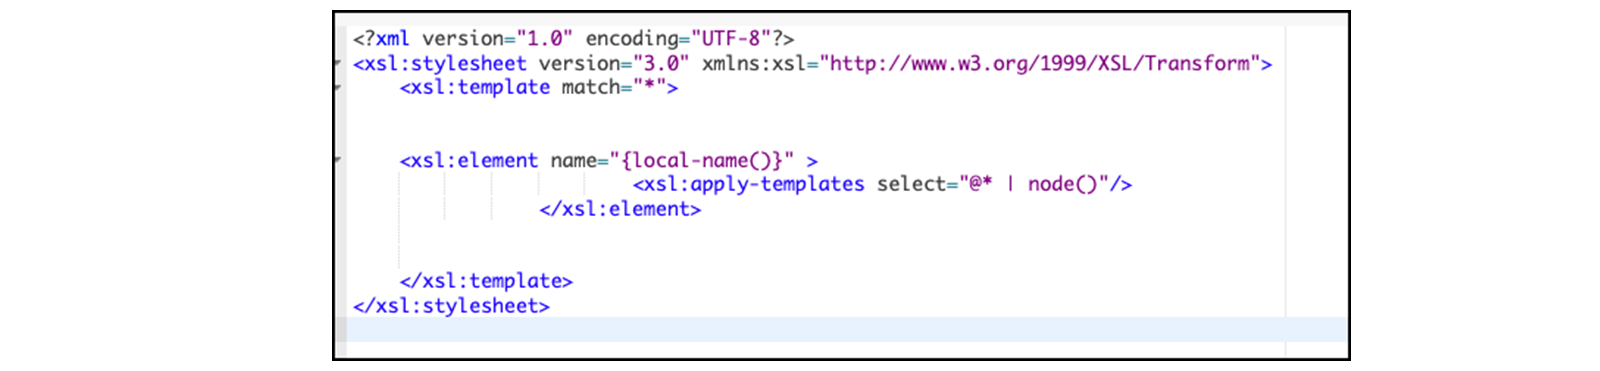 <?xml version="1.0" encoding="UTF-8"?>
<xsl:stylesheet version="3.0" xmlns:xsl="http://www.w3.org/1999/XSL/Transform">
<xsl:template match="*">
<xsl:element name="{local-name()}" >
<xsl:apply-templates select="@* | node()"/>
</xsl:element>
</xsl:template>
</xsl:stylesheet>